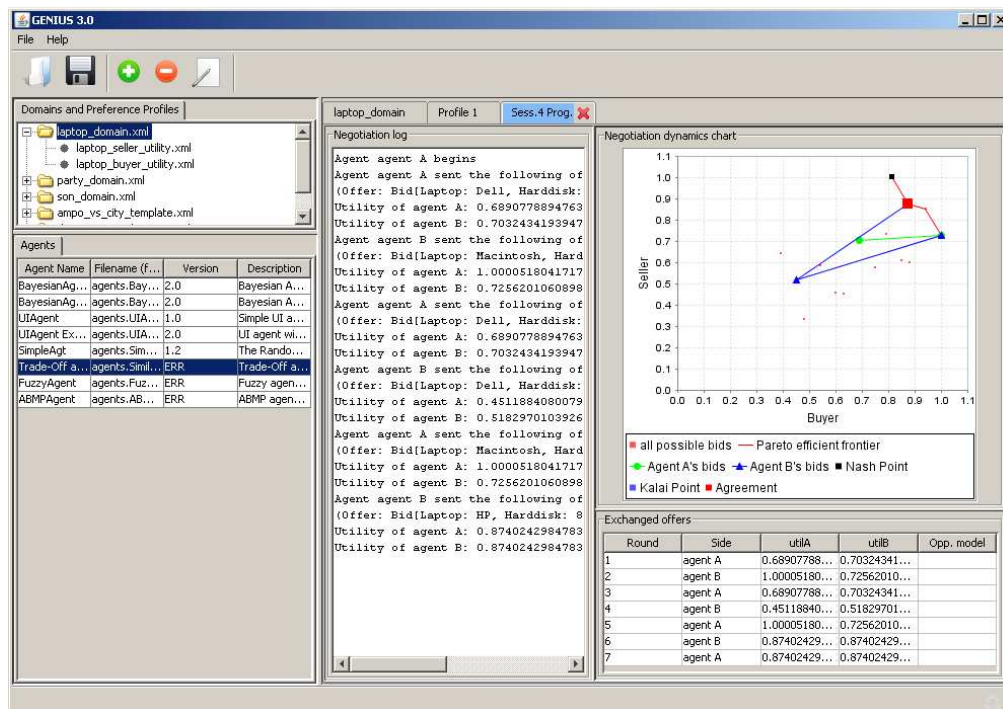 GENIUS 3.0
File Help
Domains and Preference Profiles
laptop_domain.xml
laptop_seller_utility.xml
laptop_buyer_utility.xml
party_domain.xml
son_domain.xml
ampo_vs_city_template.xml
Agents
Agent Name Filename (f... Version Description
BayesianAg... agents.Bay... 2.0 Bayesian A...
BayesianAg... agents.Bay... 2.0 Bayesian A...
UIAgent agents.UIA... 1.0 Simple UI a...
UIAgent Ex... agents.UIA... 2.0 UI agent wi...
SimpleAgt agents.Sim... 1.2 The Rando...
Trade-Off a... agents.Simil... ERR Trade-Off a...
FuzzyAgent agents.Fuz... ERR Fuzzy agen...
ABMPAgent agents.AB... ERR ABMP agen...
laptop_domain Profile 1 Sess.4 Prog.
Negotiation log
Agent agent A begins
Agent agent A sent the following of
(Offer: Bid[Laptop: Dell, Harddisk:
Utility of agent A: 0.6890778894763
Utility of agent B: 0.7032434193947
Agent agent B sent the following of
(Offer: Bid[Laptop: Macintosh, Hard
Utility of agent A: 1.0000518041717
Utility of agent B: 0.7256201060898
Agent agent A sent the following of
(Offer: Bid[Laptop: Dell, Harddisk:
Utility of agent A: 0.6890778894763
Utility of agent B: 0.7032434193947
Agent agent B sent the following of
(Offer: Bid[Laptop: Dell, Harddisk:
Utility of agent A: 0.4511884080079
Utility of agent B: 0.5182970103926
Agent agent A sent the following of
(Offer: Bid[Laptop: Macintosh, Hard
Utility of agent A: 1.0000518041717
Utility of agent B: 0.7256201060898
Agent agent B sent the following of
(Offer: Bid[Laptop: HP, Harddisk: 8
Utility of agent A: 0.8740242984783
Utility of agent B: 0.8740242984783
Negotiation dynamics chart
1.1
1.0
0.9
0.8
0.7
0.6
0.5
0.4
0.3
0.2
0.1
0.0
Seller
0.0 0.1 0.2 0.3 0.4 0.5 0.6 0.7 0.8 0.9 1.0 1.1
Buyer
all possible bids Pareto efficient frontier
Agent A's bids Agent B's bids Nash Point
Kalai Point Agreement
Exchanged offers
Round Side utilA utilB Opp. model
1 agent A 0.68907788... 0.70324341...
2 agent B 1.00005180... 0.72562010...
3 agent A 0.68907788... 0.70324341...
4 agent B 0.45118840... 0.51829701...
5 agent A 1.00005180... 0.72562010...
6 agent B 0.87402429... 0.87402429...
7 agent A 0.87402429... 0.87402429...